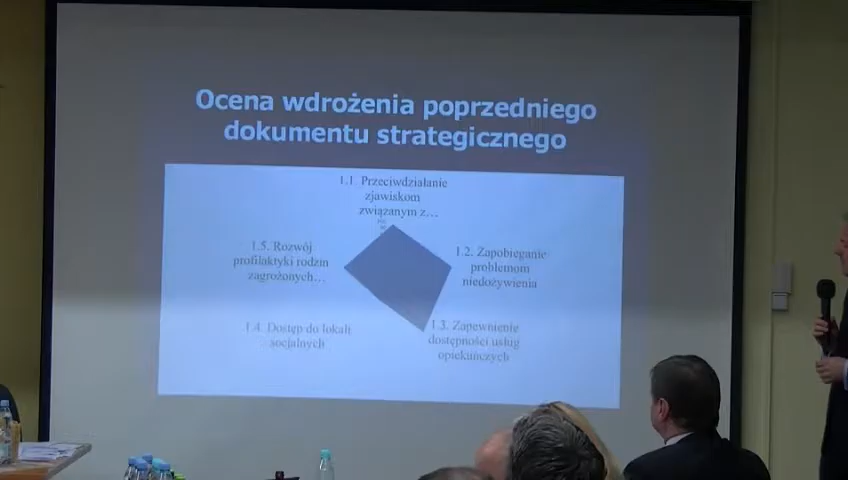 Ocena wdrożenia poprzedniego
dokumentu strategicznego
1.1. Przeciwdziałanie
zjawiskom
związanym z…
1.5. Rozwój
profilaktyki rodzin
zagrożonych…
1.2. Zapobieganie
problemom
niedożywienia
1.4. Dostęp do lokali
socjalnych
1.3. Zapewnienie
dostępności usług
opiekuńczych